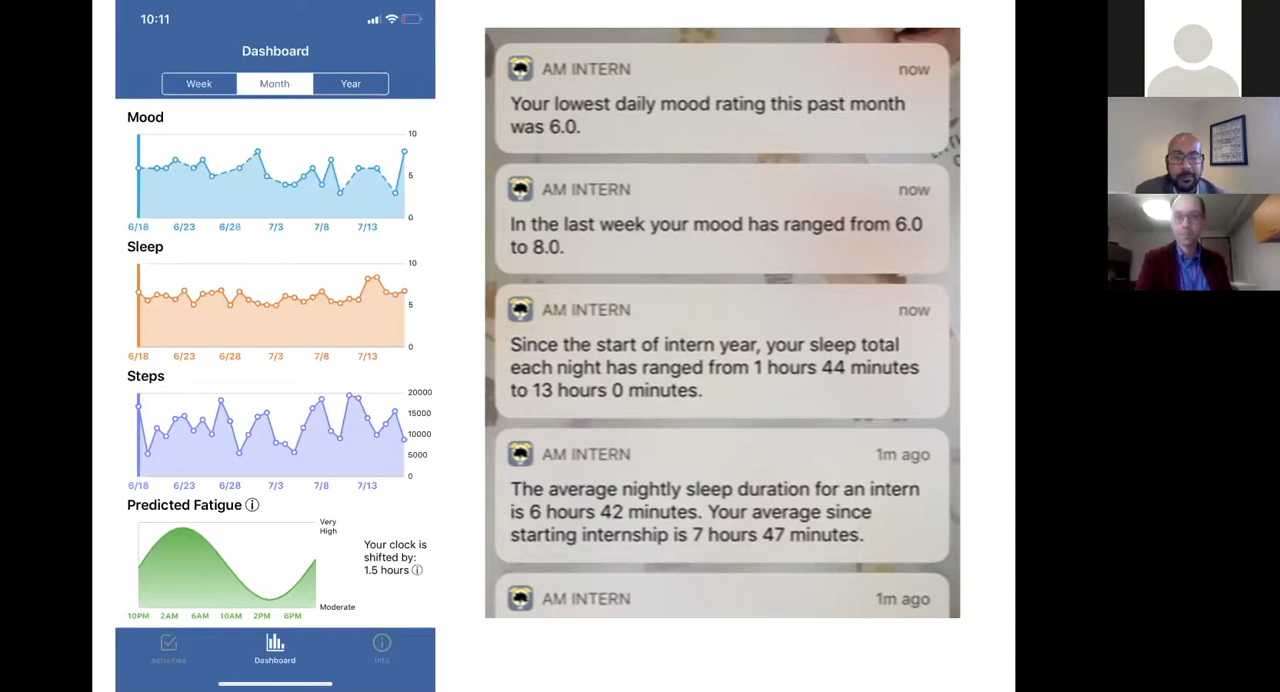 10:11
Dashboard
Week Month Year
Mood
10
5
0
6/18 6/23 6/28 7/3 7/8 7/13
Sleep
10
5
0
6/18 6/23 6/28 7/3 7/8 7/13
Steps
20000
15000
10000
5000
0
6/18 6/23 6/28 7/3 7/8 7/13
Predicted Fatigue
Very
High
Your clock is
shifted by:
1.5 hours
Moderate
10PM 2AM 6AM 10AM 2PM 6PM
Activities Dashboard Info
AM INTERN now
Your lowest daily mood rating this past month
was 6.0.
AM INTERN now
In the last week your mood has ranged from 6.0
to 8.0.
AM INTERN now
Since the start of intern year, your sleep total
each night has ranged from 1 hours 44 minutes
to 13 hours 0 minutes.
AM INTERN 1m ago
The average nightly sleep duration for an intern
is 6 hours 42 minutes. Your average since
starting internship is 7 hours 47 minutes.
AM INTERN 1m ago